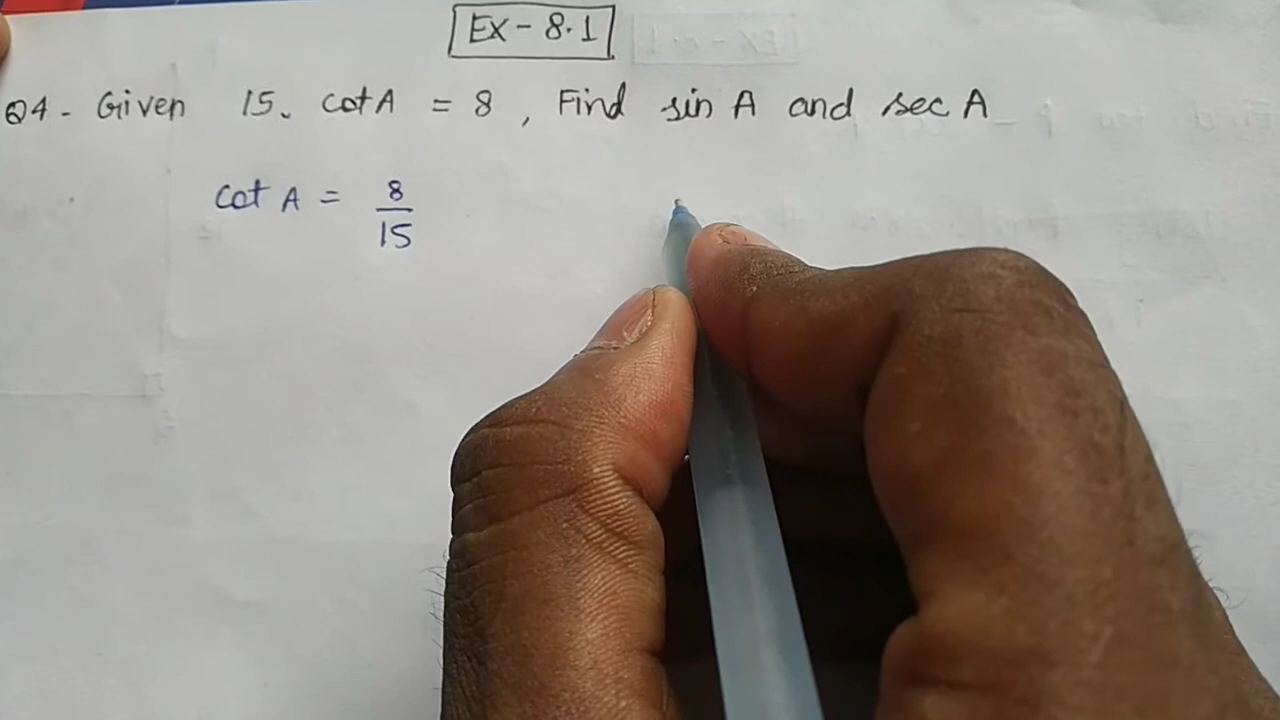 Ex - 8.1
Q4 - Given 15. cot A = 8 , Find sin A and sec A
cot A = 8/15